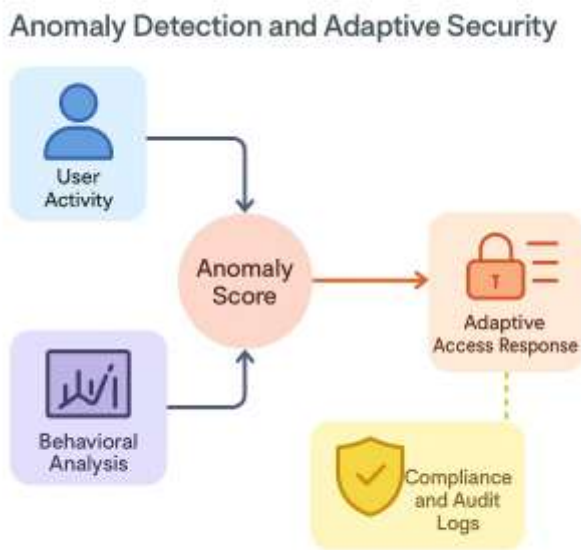 Anomaly Detection and Adaptive Security
User
Activity
Anomaly
Score
Adaptive
Access Response
Behavioral
Analysis
Compliance
and Audit
Logs